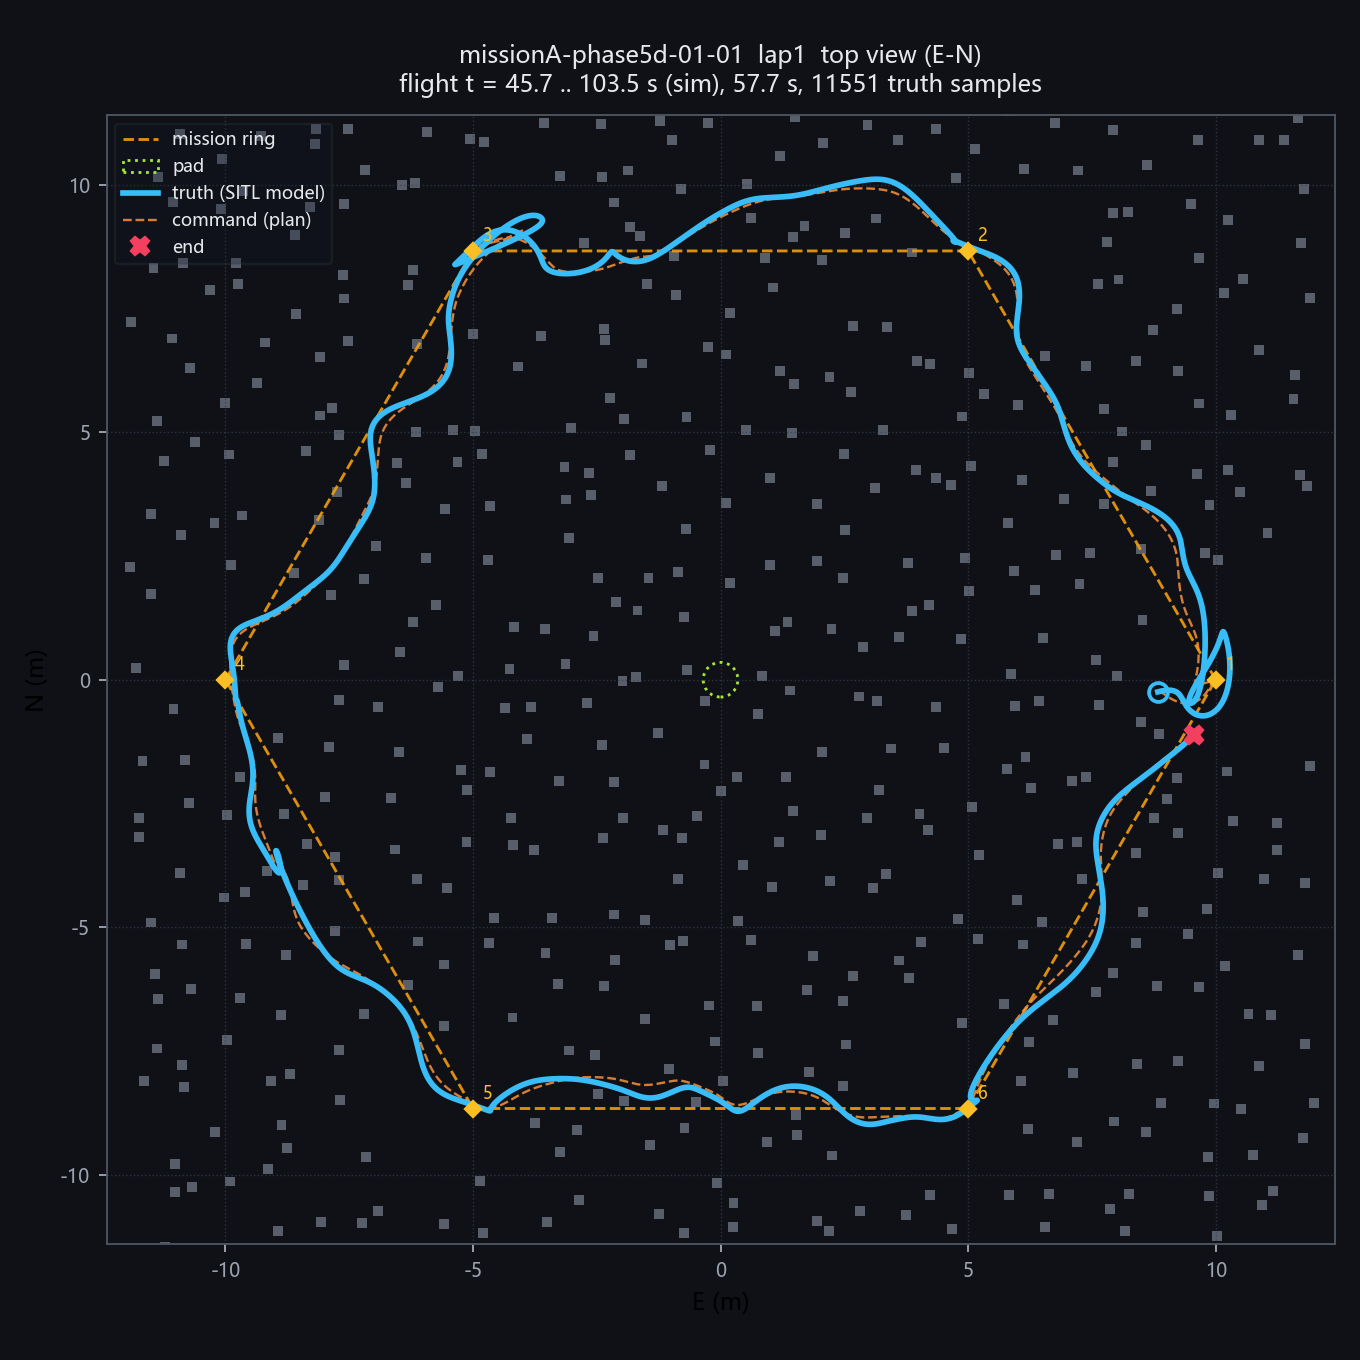 missionA-phase5d-01-01 lap1 top view (E-N)
flight t = 45.7 .. 103.5 s (sim), 57.7 s, 11551 truth samples
mission ring
pad
truth (SITL model)
command (plan)
end
3
2
4
5
6
10
5
0
-5
-10
N (m)
-10
-5
0
5
10
E (m)